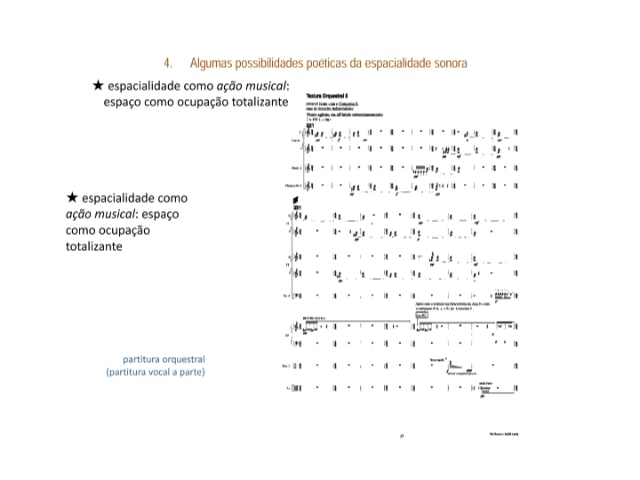 4. Algumas possibilidades poéticas da espacialidade sonora
★ espacialidade como ação musical:
espaço como ocupação totalizante
★ espacialidade como
ação musical: espaço
como ocupação
totalizante
partitura orquestral
(partitura vocal a parte)
Textura Orquestral II